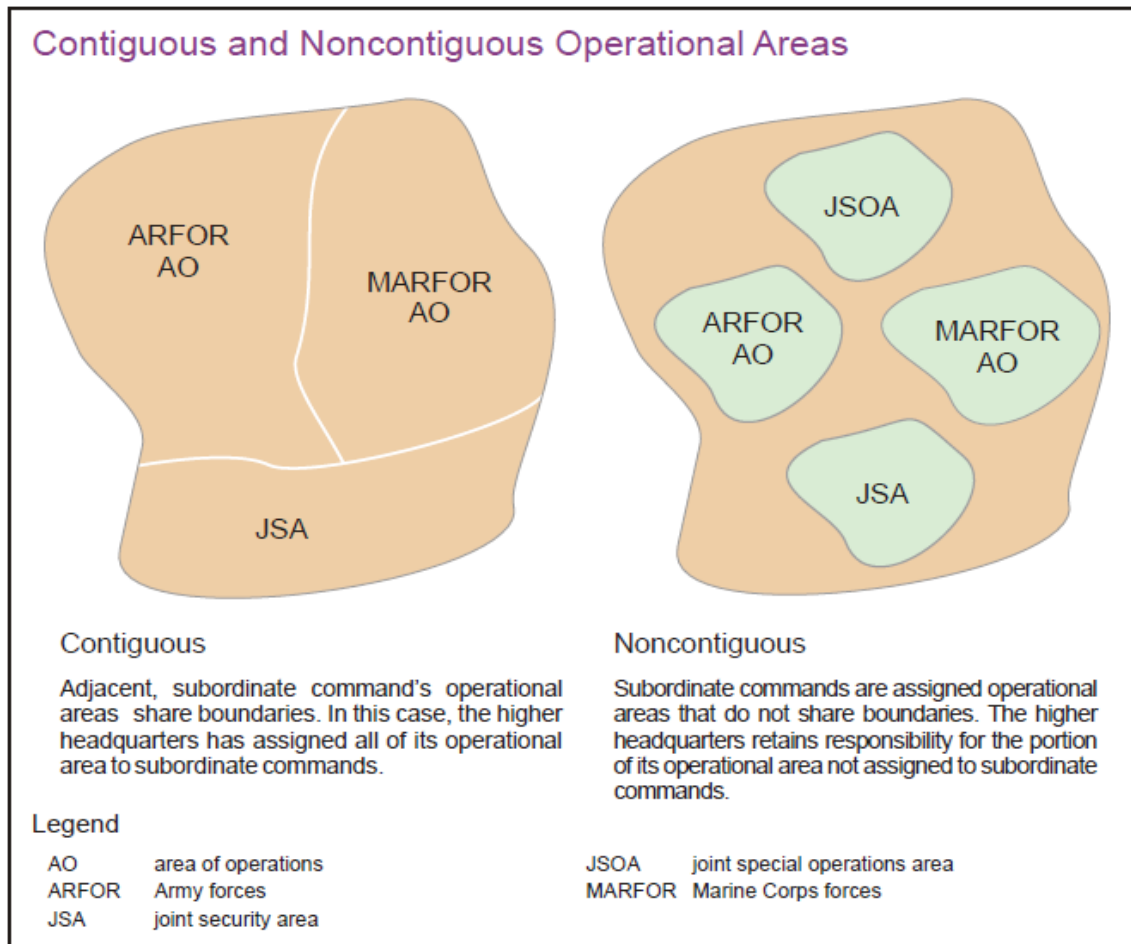 Contiguous and Noncontiguous Operational Areas
ARFOR
AO
MARFOR
AO
JSA
JSOA
ARFOR
AO
MARFOR
AO
JSA
Contiguous
Adjacent, subordinate command's operational
areas share boundaries. In this case, the higher
headquarters has assigned all of its operational
area to subordinate commands.
Noncontiguous
Subordinate commands are assigned operational
areas that do not share boundaries. The higher
headquarters retains responsibility for the portion
of its operational area not assigned to subordinate
commands.
Legend
AO area of operations
ARFOR Army forces
JSA joint security area
JSOA joint special operations area
MARFOR Marine Corps forces